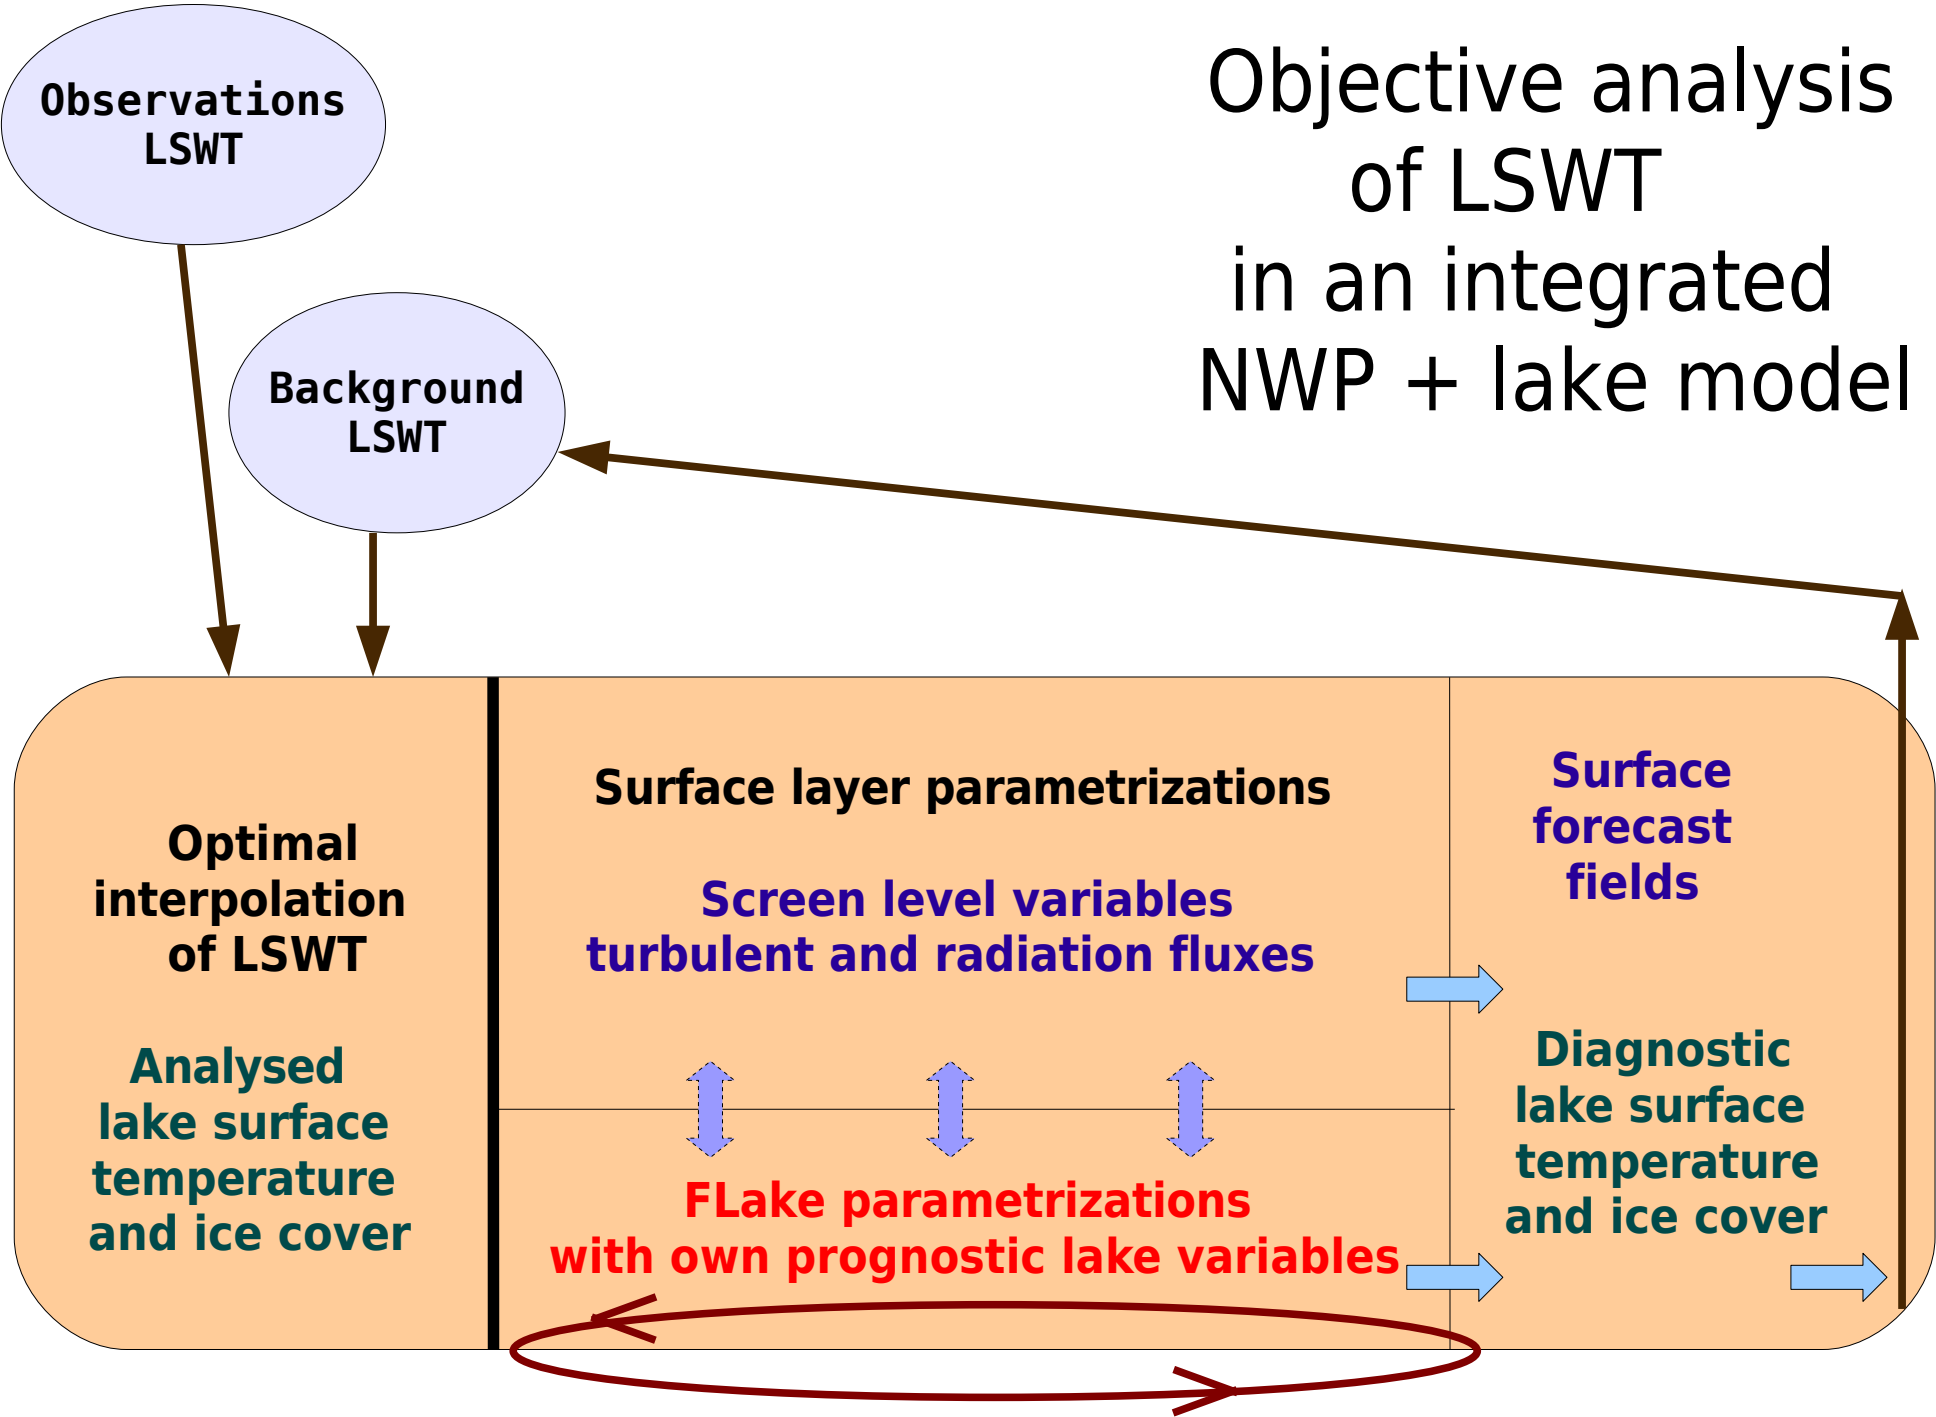 Observations
LSWT
Objective analysis
of LSWT
in an integrated
NWP + lake model
Background
LSWT
Optimal
interpolation
of LSWT
Analysed
lake surface
temperature
and ice cover
Surface layer parametrizations
Screen level variables
turbulent and radiation fluxes
FLake parametrizations
with own prognostic lake variables
Surface
forecast
fields
Diagnostic
lake surface
temperature
and ice cover